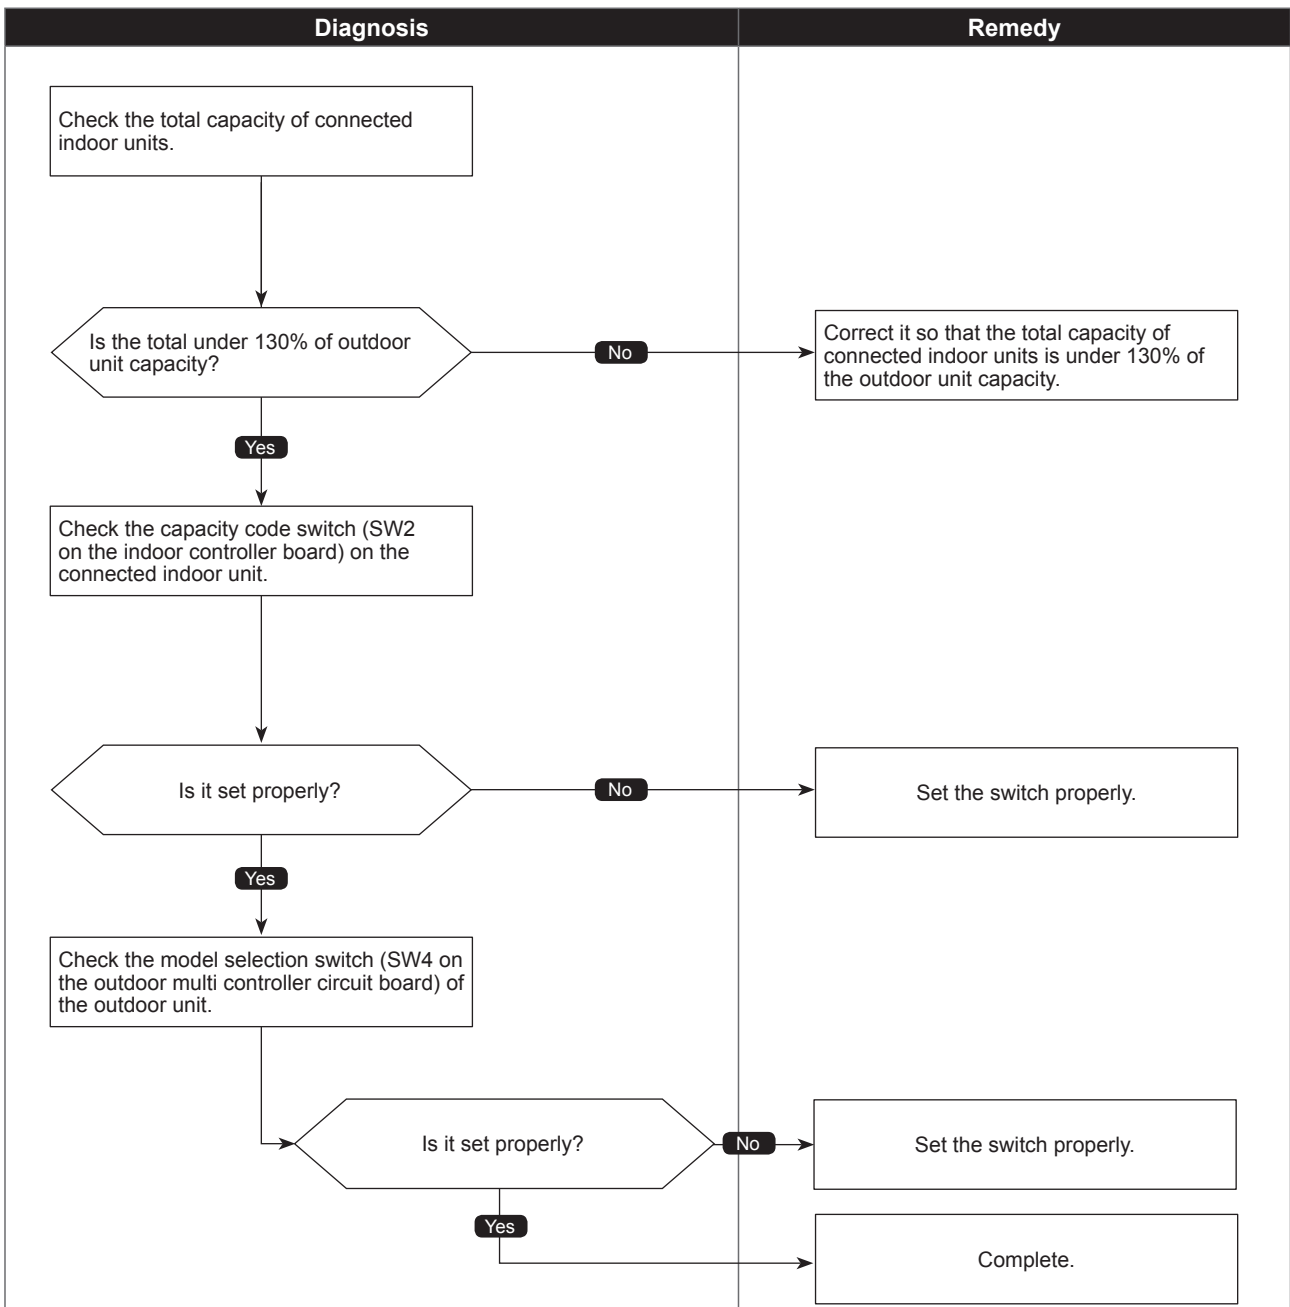 Diagnosis
Remedy
Check the total capacity of connected
indoor units.
Is the total under 130% of outdoor
unit capacity?
No
Correct it so that the total capacity of
connected indoor units is under 130% of
the outdoor unit capacity.
Yes
Check the capacity code switch (SW2
on the indoor controller board) on the
connected indoor unit.
Is it set properly?
No
Set the switch properly.
Yes
Check the model selection switch (SW4 on
the outdoor multi controller circuit board) of
the outdoor unit.
Is it set properly?
No
Set the switch properly.
Yes
Complete.